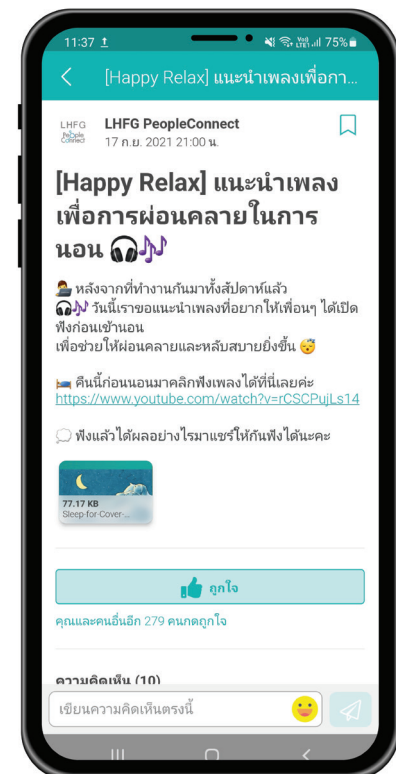 11:37
75%
[Happy Relax] แนะนำเพลงเพื่อกา...
LHFG
People
Connect
LHFG PeopleConnect
17 ก.ย. 2021 21:00 น.
[Happy Relax] แนะนำเพลง
เพื่อการผ่อนคลายในการ
นอน 🎧🎶
👨‍💻 หลังจากที่ทำงานกันมาทั้งสัปดาห์แล้ว
🎧🎶 วันนี้เราขอแนะนำเพลงที่อยากให้เพื่อนๆ ได้เปิด
ฟังก่อนเข้านอน
เพื่อช่วยให้ผ่อนคลายและหลับสบายยิ่งขึ้น 😴
🛌 คืนนี้ก่อนนอนมาคลิกฟังเพลงได้ที่นี่เลยค่ะ
https://www.youtube.com/watch?v=rCSCPujLs14
💭 ฟังแล้วได้ผลอย่างไรมาแชร์ให้กันฟังได้นะคะ
77.17 KB
Sleep-for-Cover-...
ถูกใจ
คุณและคนอื่นอีก 279 คนกดถูกใจ
ความคิดเห็น (10)
เขียนความคิดเห็นตรงนี้